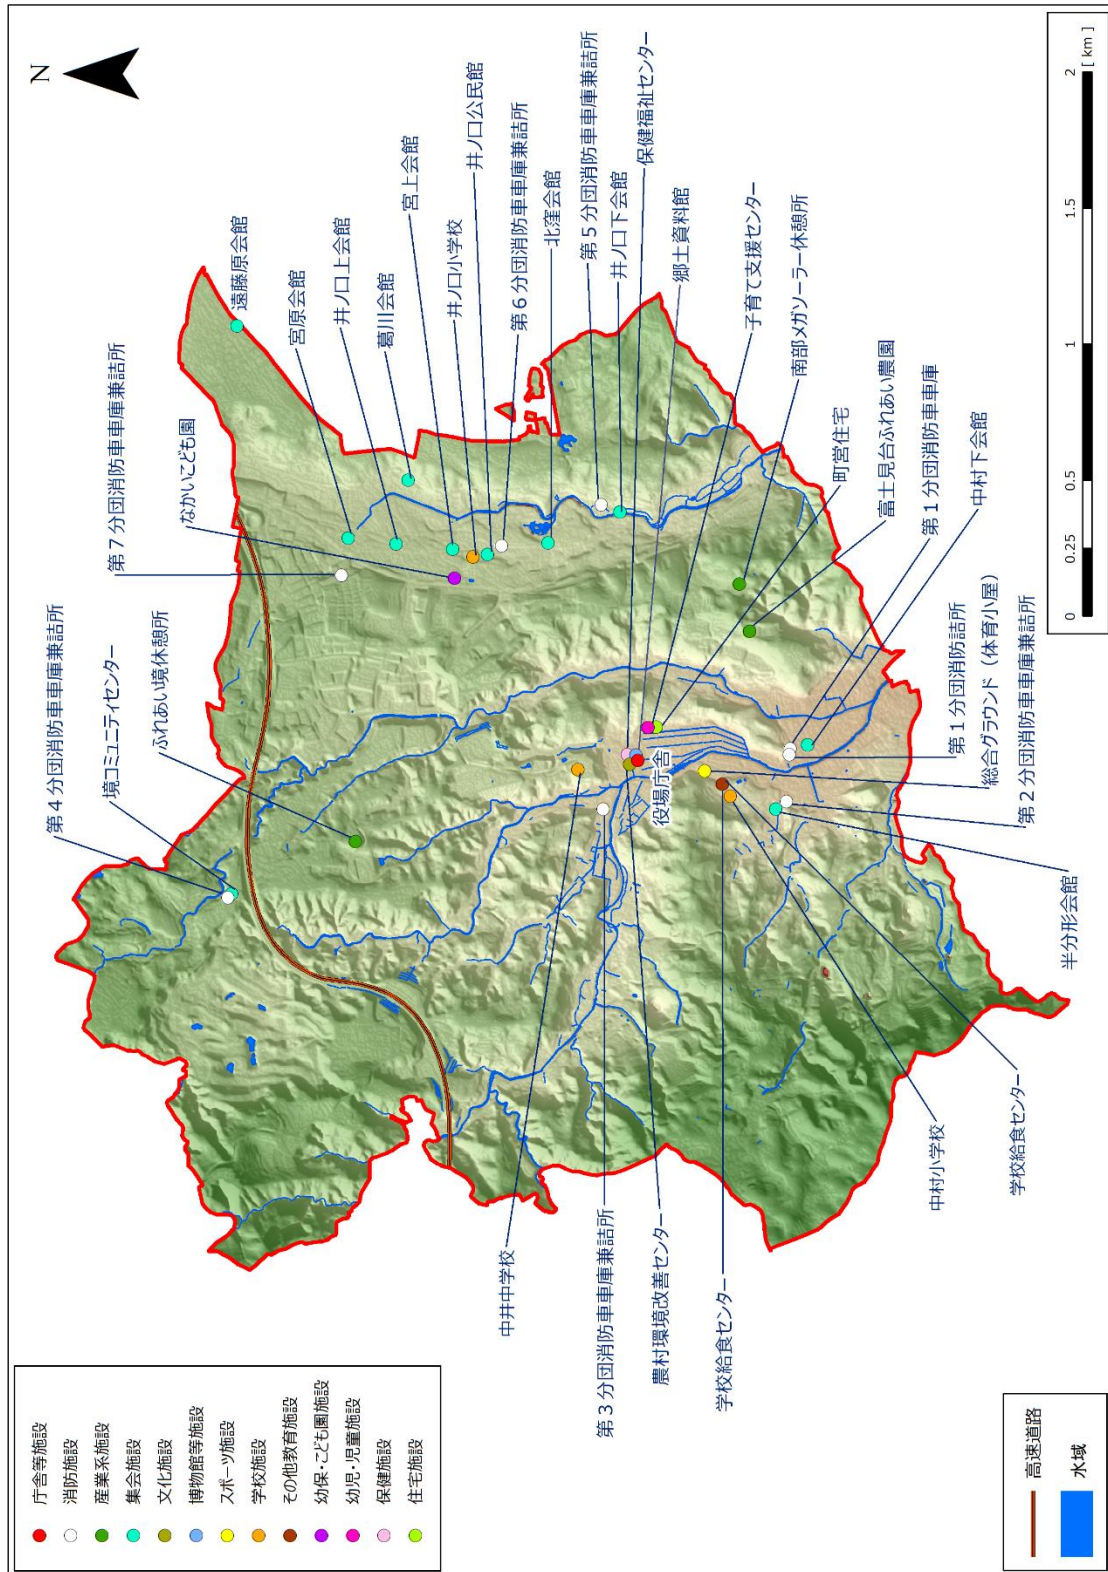 庁舎等施設
消防施設
産業系施設
集会施設
文化施設
博物館等施設
スポーツ施設
学校施設
その他教育施設
幼保・こども園施設
幼児・児童施設
保健施設
住宅施設
高速道路
水域
N
第４分団消防車車庫兼詰所
境コミュニティセンター
ふれあい境休憩所
第７分団消防車車庫兼詰所
なかいこども園
遠藤原会館
宮原会館
井ノ口上会館
葛川会館
宮上会館
井ノ口小学校
井ノ口公民館
第６分団消防車車庫兼詰所
北窪会館
第５分団消防車車庫兼詰所
井ノ口下会館
保健福祉センター
郷土資料館
子育て支援センター
南部メガソーラー休憩所
町営住宅
富士見台ふれあい農園
第１分団消防車車庫
中村下会館
第１分団消防詰所
総合グラウンド（体育小屋）
第２分団消防車車庫兼詰所
半分形会館
学校給食センター
中村小学校
学校給食センター
農村環境改善センター
第３分団消防車車庫兼詰所
中井中学校
役場庁舎
0
0.25
0.5
1
1.5
2
[ km ]